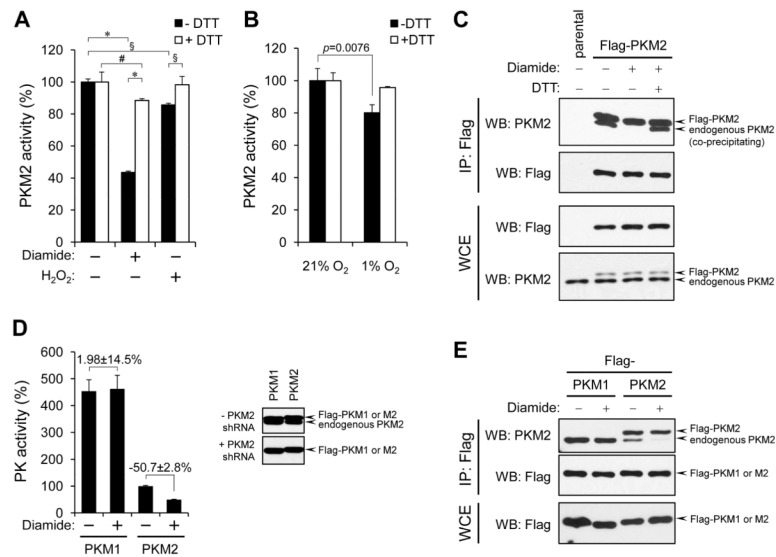 A
- DTT
+ DTT
*
§
#
*
§
PKM2 activity (%)
120
100
80
60
40
20
0
Diamide: – + –
H2O2: – – +
B
-DTT
+DTT
p=0.0076
PKM2 activity (%)
120
100
80
60
40
20
0
21% O2 1% O2
C
parental
Flag-PKM2
Diamide: – – + +
DTT: – – – +
IP: Flag
WB: PKM2
Flag-PKM2
endogenous PKM2
(co-precipitating)
WB: Flag
WCE
WB: Flag
WB: PKM2
Flag-PKM2
endogenous PKM2
D
PK activity (%)
600
500
400
300
200
100
0
1.98±14.5%
-50.7±2.8%
Diamide: – + – +
PKM1 PKM2
PKM1
PKM2
- PKM2
shRNA
Flag-PKM1 or M2
endogenous PKM2
+ PKM2
shRNA
Flag-PKM1 or M2
E
Flag-
PKM1 PKM2
Diamide: – + – +
IP: Flag
WB: PKM2
Flag-PKM2
endogenous PKM2
WB: Flag
Flag-PKM1 or M2
WCE
WB: Flag
Flag-PKM1 or M2